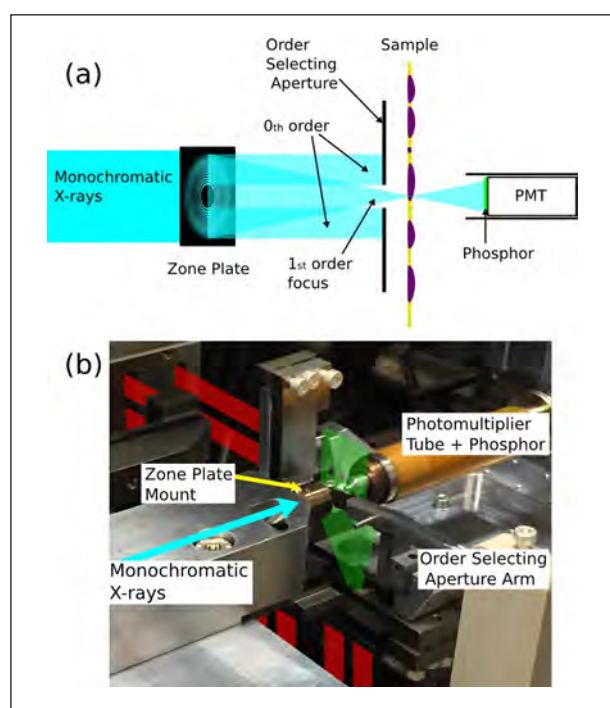 (a)
Order
Selecting
Aperture
Sample
0th order
Monochromatic
X-rays
PMT
Zone Plate
1st order
focus
Phosphor
(b)
Photomultiplier
Tube + Phosphor
Zone Plate
Mount
Monochromatic
X-rays
Order Selecting
Aperture Arm